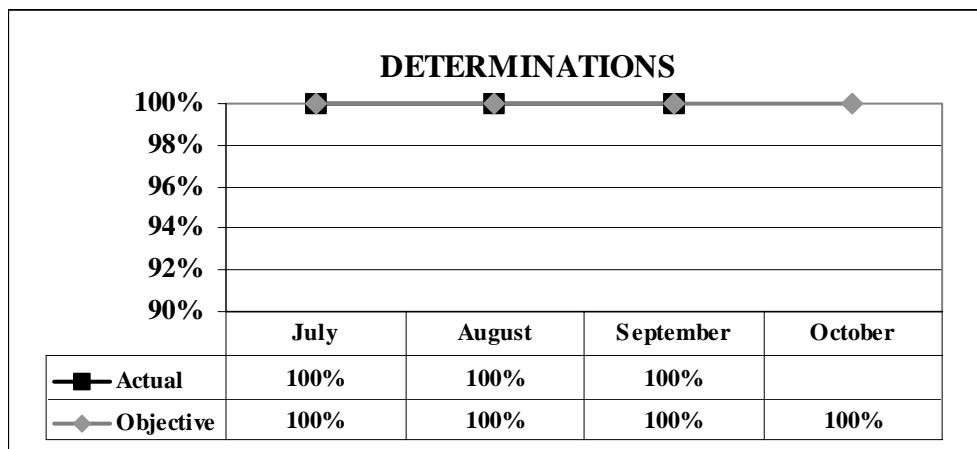 DETERMINATIONS
100%
98%
96%
94%
92%
90%
July August September October
Actual 100% 100% 100%
Objective 100% 100% 100% 100%